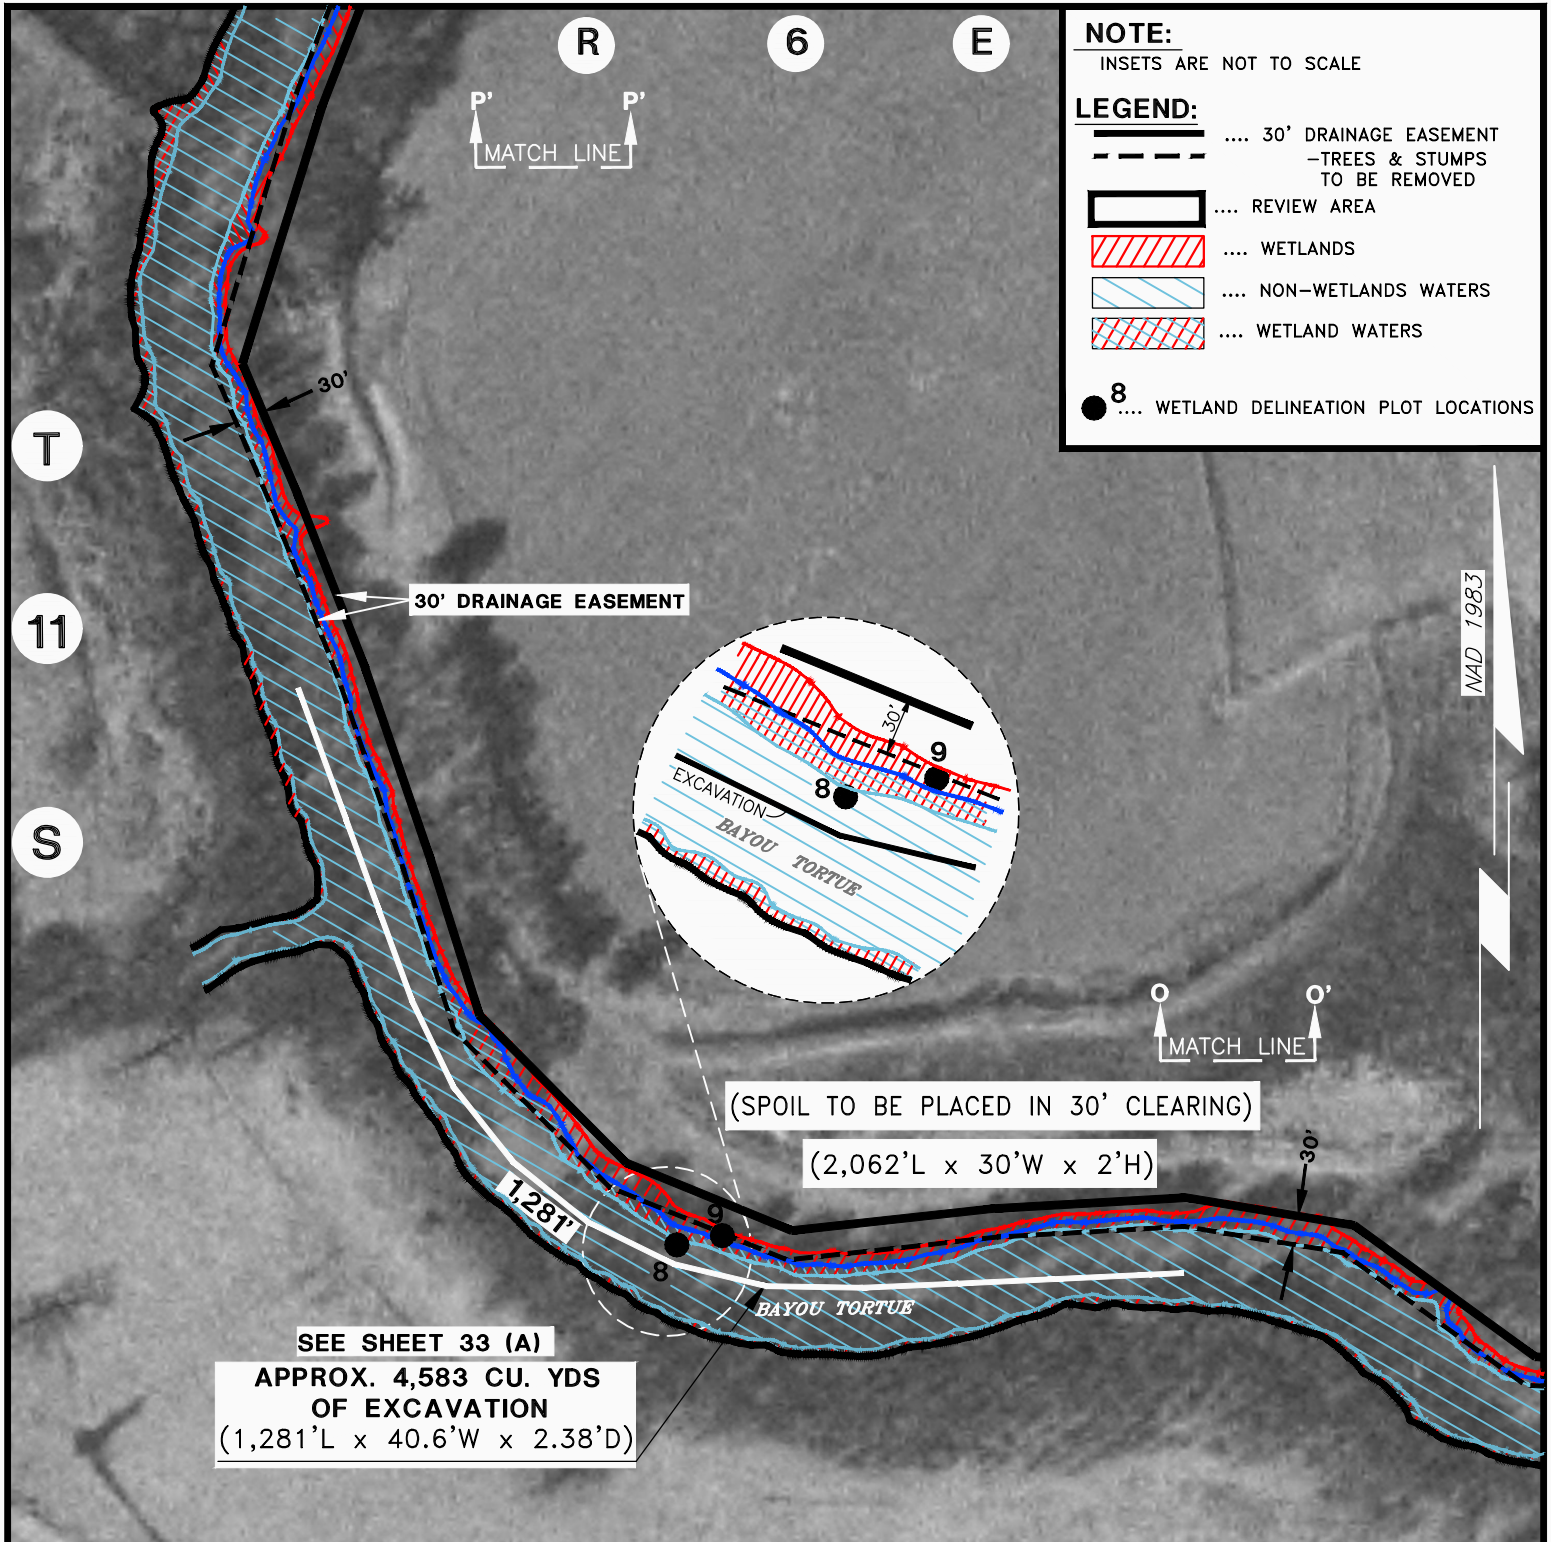 R 6 E
NOTE:
INSETS ARE NOT TO SCALE
LEGEND:
.... 30' DRAINAGE EASEMENT
-TREES & STUMPS
TO BE REMOVED
.... REVIEW AREA
.... WETLANDS
.... NON-WETLANDS WATERS
.... WETLAND WATERS
8
.... WETLAND DELINEATION PLOT LOCATIONS
P' P'
MATCH LINE
30'
T
11
S
30' DRAINAGE EASEMENT
NAD 1983
30'
9
8
EXCAVATION
BAYOU TORTUE
O O'
MATCH LINE
(SPOIL TO BE PLACED IN 30' CLEARING)
(2,062'L x 30'W x 2'H)
30'
1,281'
9
8
BAYOU TORTUE
SEE SHEET 33 (A)
APPROX. 4,583 CU. YDS
OF EXCAVATION
(1,281'L x 40.6'W x 2.38'D)